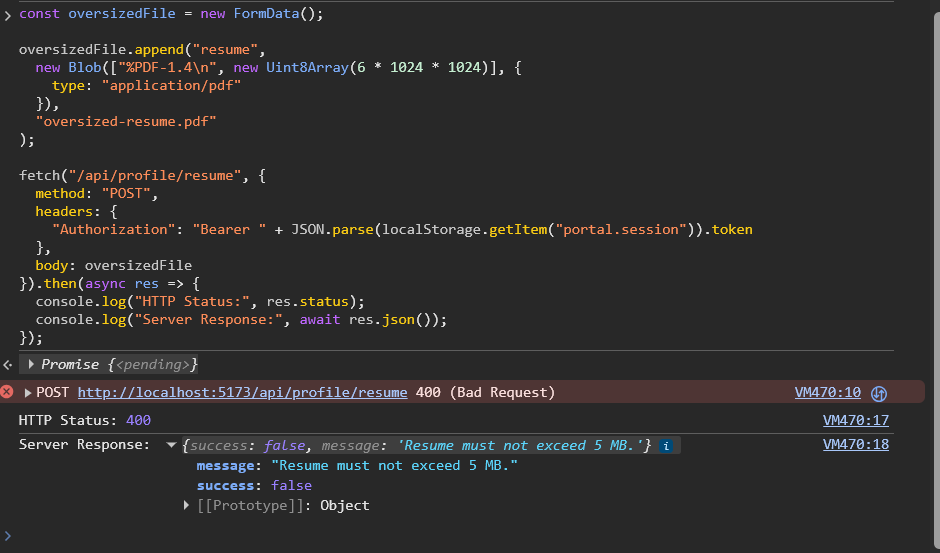 const oversizedFile = new FormData();
oversizedFile.append("resume",
new Blob(["%PDF-1.4\n", new Uint8Array(6 * 1024 * 1024)], {
type: "application/pdf"
}),
"oversized-resume.pdf"
);
fetch("/api/profile/resume", {
method: "POST",
headers: {
"Authorization": "Bearer " + JSON.parse(localStorage.getItem("portal.session")).token
},
body: oversizedFile
}).then(async res => {
console.log("HTTP Status:", res.status);
console.log("Server Response:", await res.json());
});
Promise {<pending>}
POST http://localhost:5173/api/profile/resume 400 (Bad Request) VM470:10
HTTP Status: 400 VM470:17
Server Response: {success: false, message: 'Resume must not exceed 5 MB.'} VM470:18
message: "Resume must not exceed 5 MB."
success: false
[[Prototype]]: Object